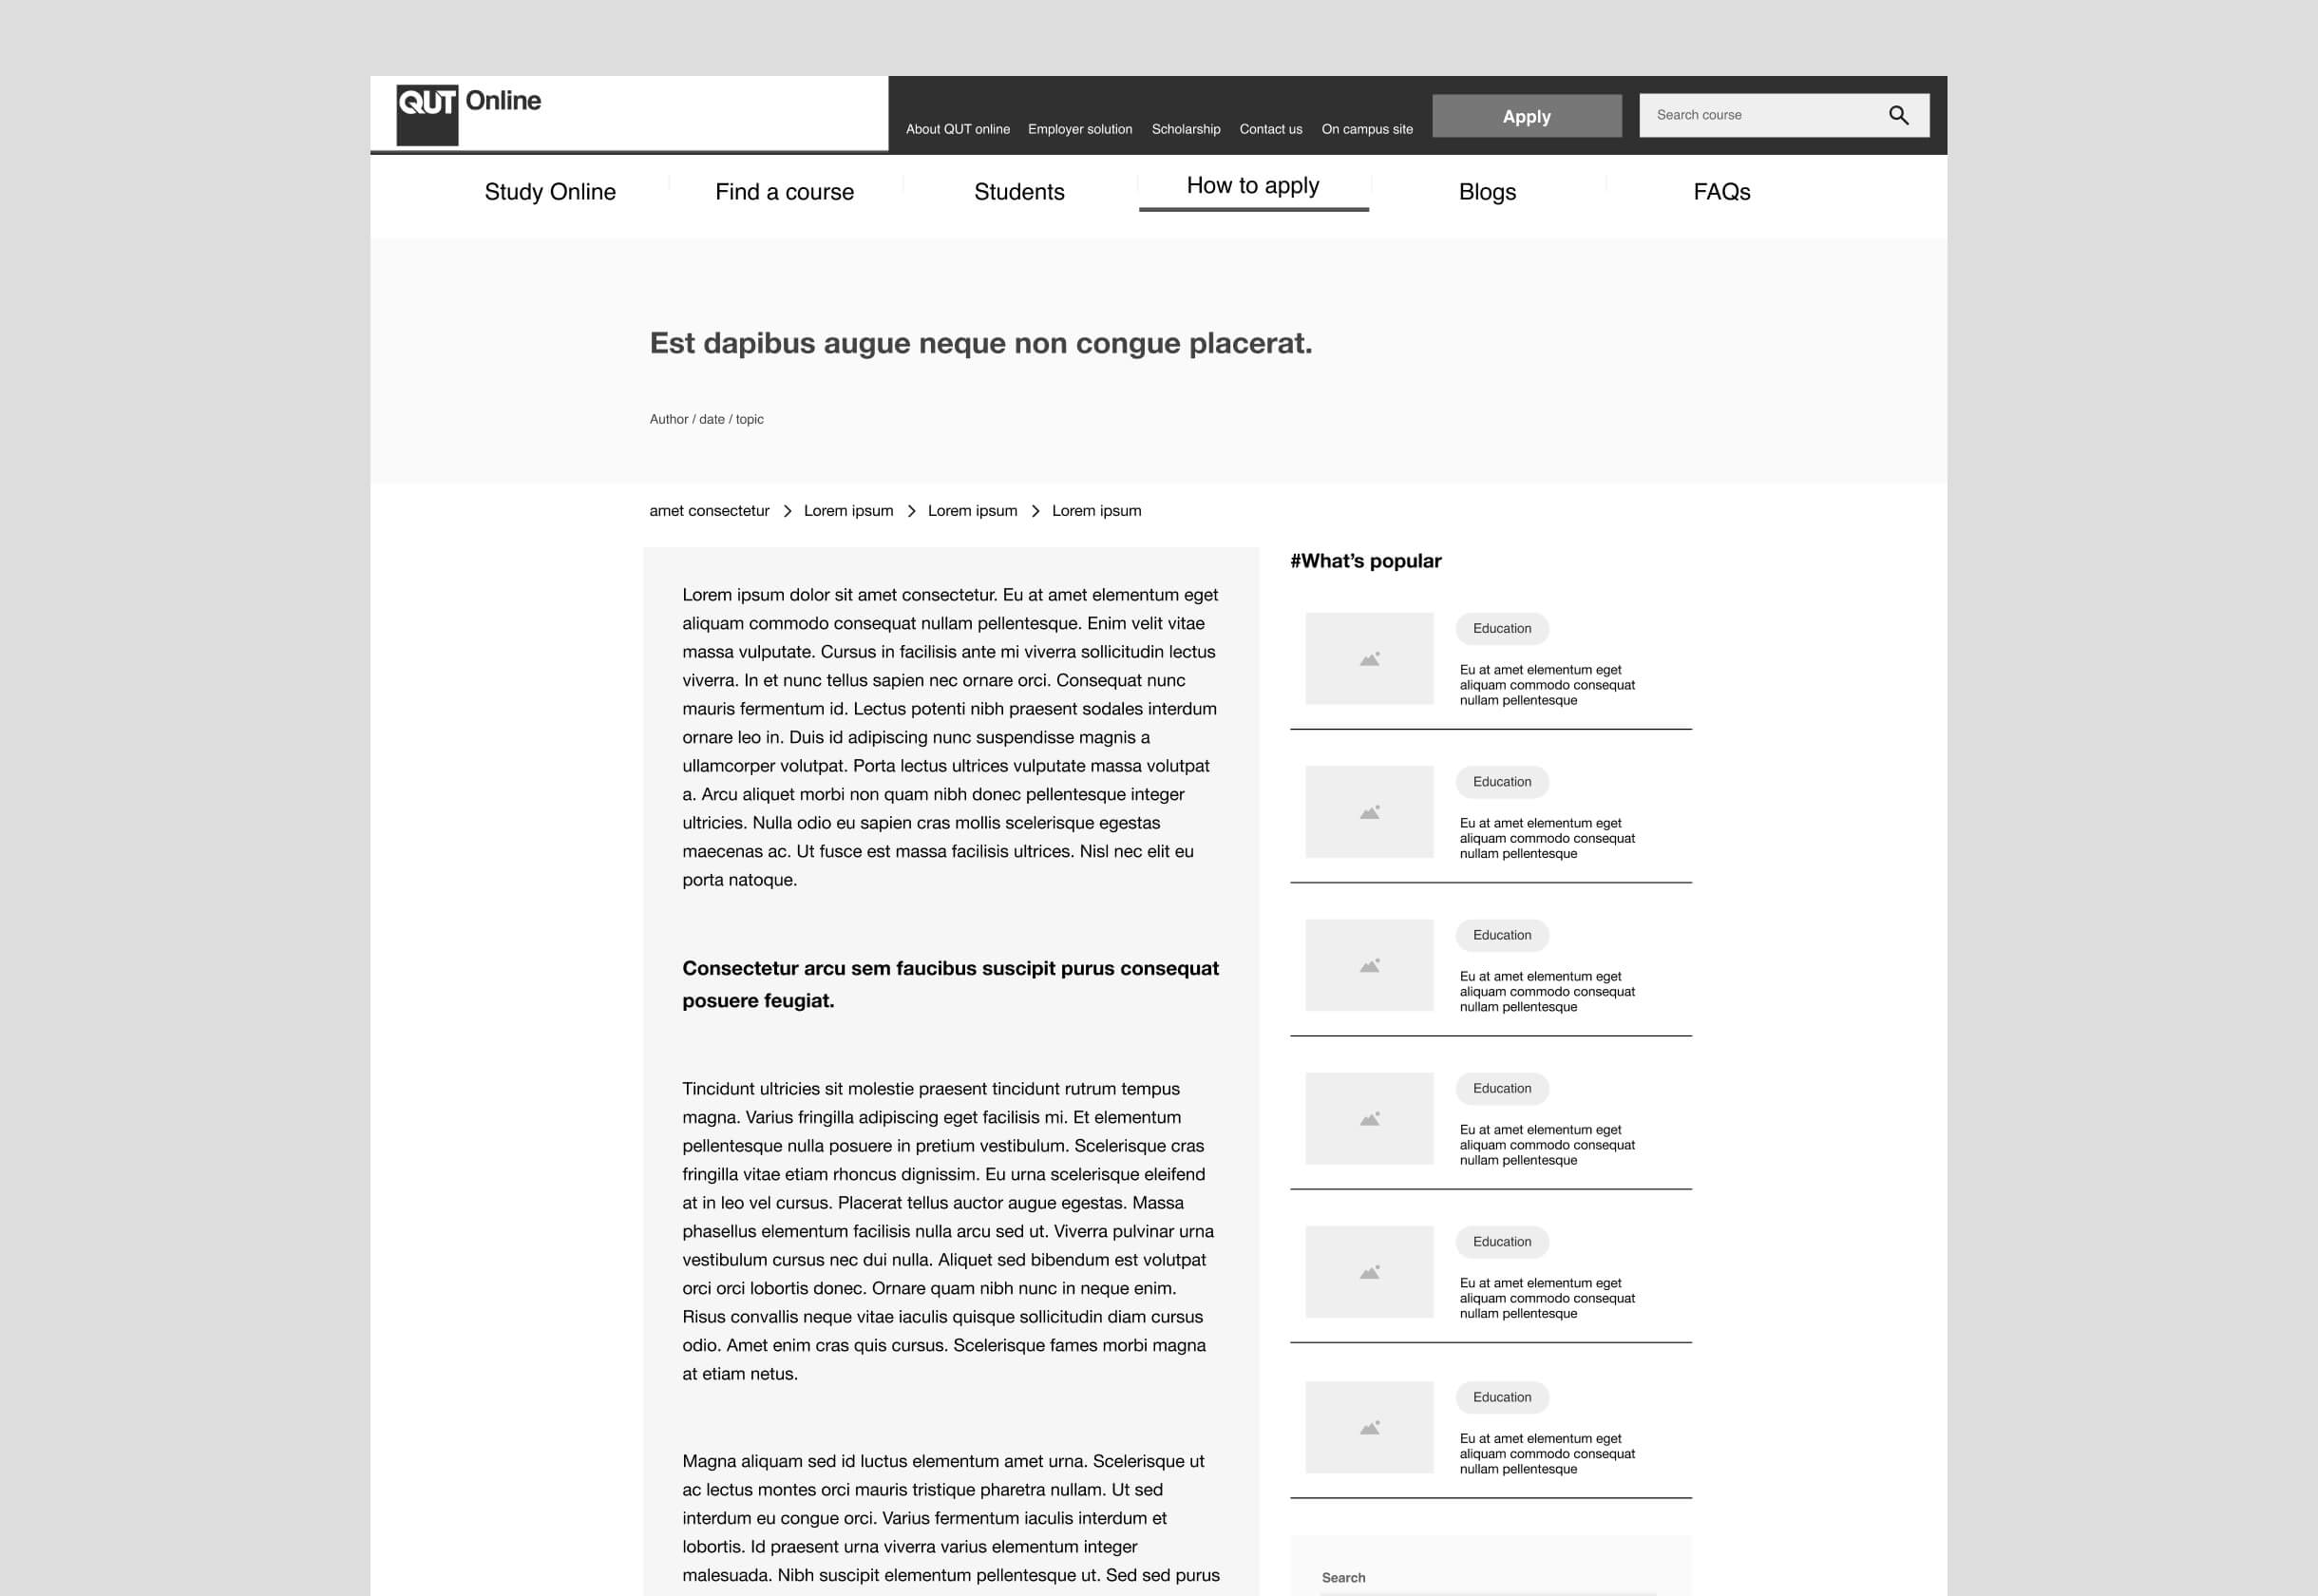 QUT Online
About QUT online Employer solution Scholarship Contact us On campus site Apply Search course
Study Online Find a course Students How to apply Blogs FAQs
Est dapibus augue neque non congue placerat.
Author / date / topic
amet consectetur > Lorem ipsum > Lorem ipsum > Lorem ipsum
Lorem ipsum dolor sit amet consectetur. Eu at amet elementum eget
aliquam commodo consequat nullam pellentesque. Enim velit vitae
massa vulputate. Cursus in facilisis ante mi viverra sollicitudin lectus
viverra. In et nunc tellus sapien nec ornare orci. Consequat nunc
mauris fermentum id. Lectus potenti nibh praesent sodales interdum
ornare leo in. Duis id adipiscing nunc suspendisse magnis a
ullamcorper volutpat. Porta lectus ultrices vulputate massa volutpat
a. Arcu aliquet morbi non quam nibh donec pellentesque integer
ultricies. Nulla odio eu sapien cras mollis scelerisque egestas
maecenas ac. Ut fusce est massa facilisis ultrices. Nisl nec elit eu
porta natoque.
Consectetur arcu sem faucibus suscipit purus consequat
posuere feugiat.
Tincidunt ultricies sit molestie praesent tincidunt rutrum tempus
magna. Varius fringilla adipiscing eget facilisis mi. Et elementum
pellentesque nulla posuere in pretium vestibulum. Scelerisque cras
fringilla vitae etiam rhoncus dignissim. Eu urna scelerisque eleifend
at in leo vel cursus. Placerat tellus auctor augue egestas. Massa
phasellus elementum facilisis nulla arcu sed ut. Viverra pulvinar urna
vestibulum cursus nec dui nulla. Aliquet sed bibendum est volutpat
orci orci lobortis donec. Ornare quam nibh nunc in neque enim.
Risus convallis neque vitae iaculis quisque sollicitudin diam cursus
odio. Amet enim cras quis cursus. Scelerisque fames morbi magna
at etiam netus.
Magna aliquam sed id luctus elementum amet urna. Scelerisque ut
ac lectus montes orci mauris tristique pharetra nullam. Ut sed
interdum eu congue orci. Varius fermentum iaculis interdum et
lobortis. Id praesent urna viverra varius elementum integer
malesuada. Nibh suscipit elementum pellentesque ut. Sed sed purus
#What's popular
Education
Eu at amet elementum eget
aliquam commodo consequat
nullam pellentesque
Education
Eu at amet elementum eget
aliquam commodo consequat
nullam pellentesque
Education
Eu at amet elementum eget
aliquam commodo consequat
nullam pellentesque
Education
Eu at amet elementum eget
aliquam commodo consequat
nullam pellentesque
Education
Eu at amet elementum eget
aliquam commodo consequat
nullam pellentesque
Education
Eu at amet elementum eget
aliquam commodo consequat
nullam pellentesque
Search